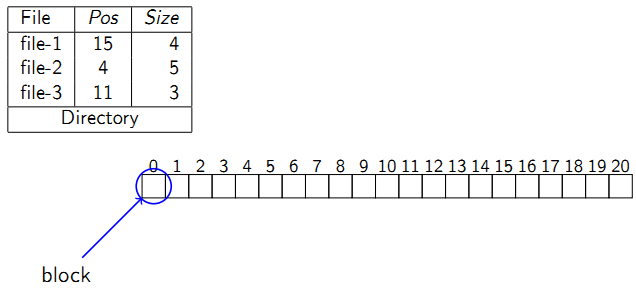 File Pos Size
file-1 15 4
file-2 4 5
file-3 11 3
Directory
0 1 2 3 4 5 6 7 8 9 10 11 12 13 14 15 16 17 18 19 20
block